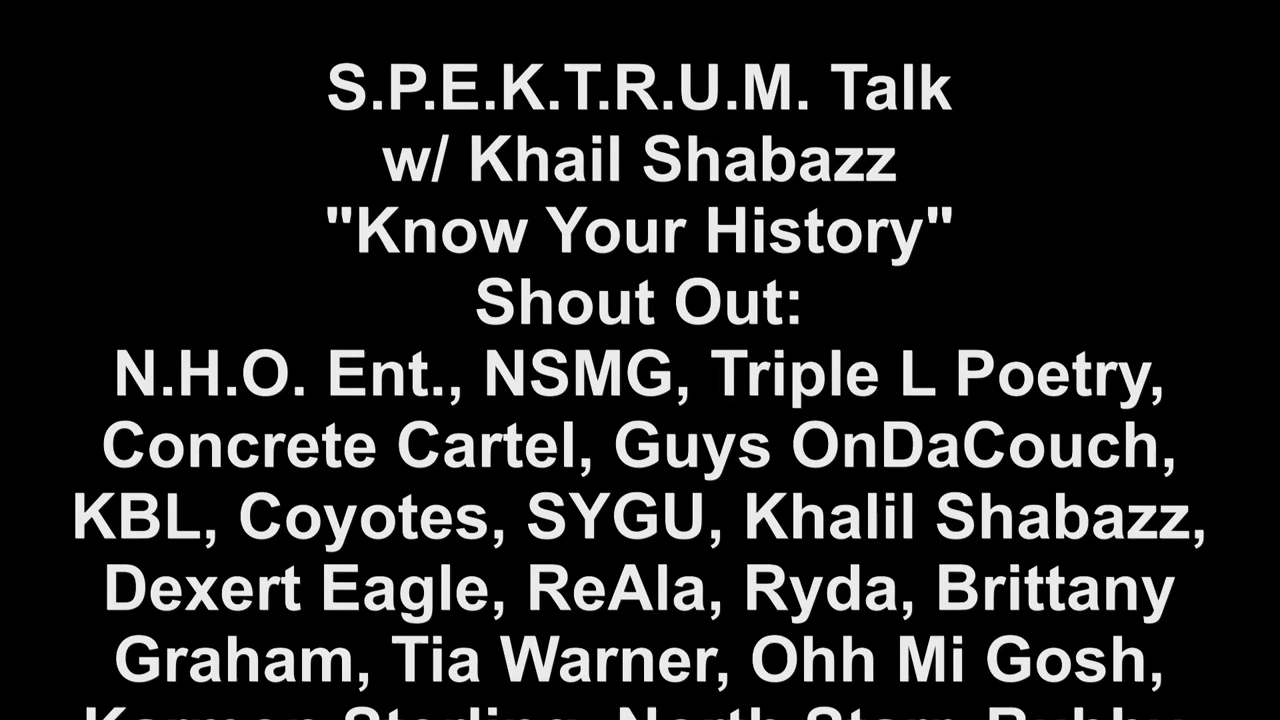 S.P.E.K.T.R.U.M. Talk
w/ Khail Shabazz
"Know Your History"
Shout Out:
N.H.O. Ent., NSMG, Triple L Poetry,
Concrete Cartel, Guys OnDaCouch,
KBL, Coyotes, SYGU, Khalil Shabazz,
Dexert Eagle, ReAla, Ryda, Brittany
Graham, Tia Warner, Ohh Mi Gosh,